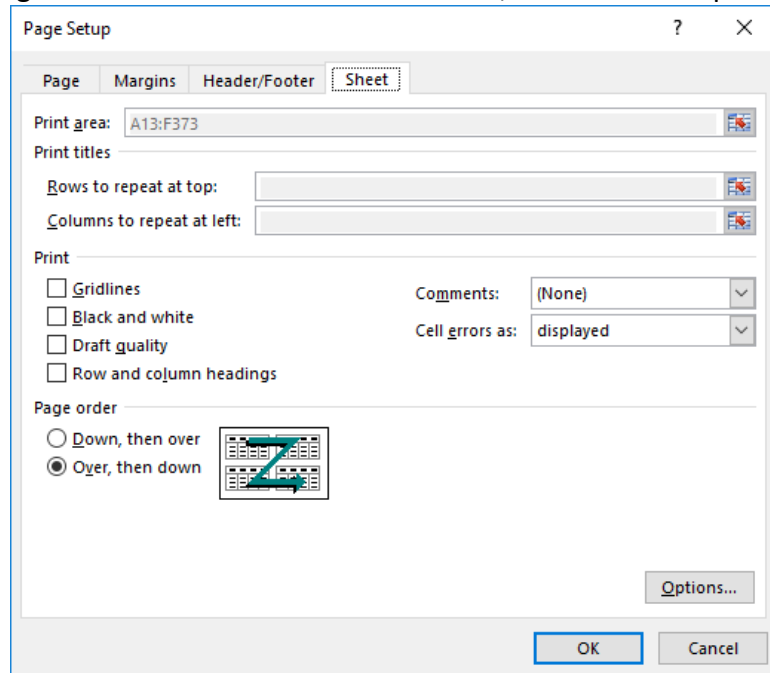 Page Setup ? X
Page Margins Header/Footer Sheet
Print area: A13:F373
Print titles
Rows to repeat at top:
Columns to repeat at left:
Print
Gridlines
Comments: (None)
Black and white
Cell errors as: displayed
Draft quality
Row and column headings
Page order
Down, then over
Over, then down
Options...
OK Cancel